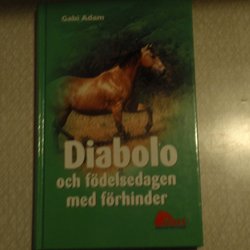 Gabi Adam
Diabolo
och födelsedagen
med förhinder